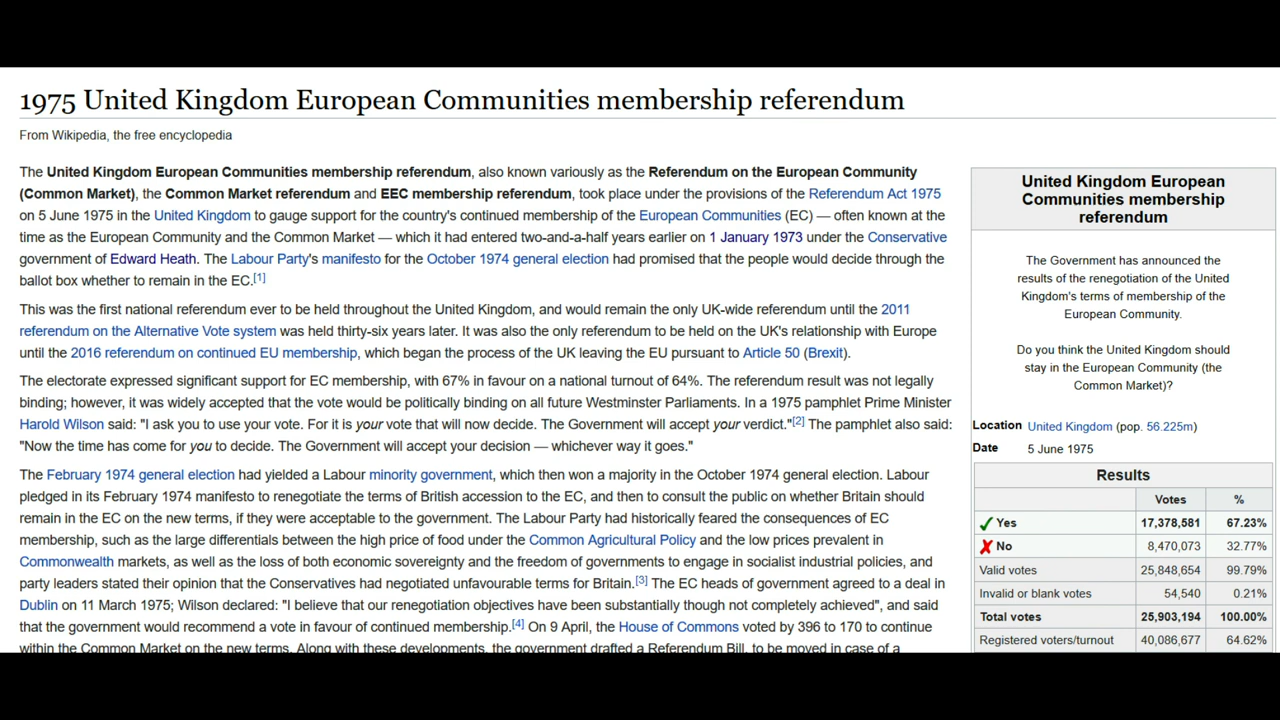 1975 United Kingdom European Communities membership referendum
From Wikipedia, the free encyclopedia
The United Kingdom European Communities membership referendum, also known variously as the Referendum on the European Community
(Common Market), the Common Market referendum and EEC membership referendum, took place under the provisions of the Referendum Act 1975
on 5 June 1975 in the United Kingdom to gauge support for the country's continued membership of the European Communities (EC) — often known at the
time as the European Community and the Common Market — which it had entered two-and-a-half years earlier on 1 January 1973 under the Conservative
government of Edward Heath. The Labour Party's manifesto for the October 1974 general election had promised that the people would decide through the
ballot box whether to remain in the EC.[1]
This was the first national referendum ever to be held throughout the United Kingdom, and would remain the only UK-wide referendum until the 2011
referendum on the Alternative Vote system was held thirty-six years later. It was also the only referendum to be held on the UK's relationship with Europe
until the 2016 referendum on continued EU membership, which began the process of the UK leaving the EU pursuant to Article 50 (Brexit).
The electorate expressed significant support for EC membership, with 67% in favour on a national turnout of 64%. The referendum result was not legally
binding; however, it was widely accepted that the vote would be politically binding on all future Westminster Parliaments. In a 1975 pamphlet Prime Minister
Harold Wilson said: "I ask you to use your vote. For it is your vote that will now decide. The Government will accept your verdict."[2] The pamphlet also said:
"Now the time has come for you to decide. The Government will accept your decision — whichever way it goes."
The February 1974 general election had yielded a Labour minority government, which then won a majority in the October 1974 general election. Labour
pledged in its February 1974 manifesto to renegotiate the terms of British accession to the EC, and then to consult the public on whether Britain should
remain in the EC on the new terms, if they were acceptable to the government. The Labour Party had historically feared the consequences of EC
membership, such as the large differentials between the high price of food under the Common Agricultural Policy and the low prices prevalent in
Commonwealth markets, as well as the loss of both economic sovereignty and the freedom of governments to engage in socialist industrial policies, and
party leaders stated their opinion that the Conservatives had negotiated unfavourable terms for Britain.[3] The EC heads of government agreed to a deal in
Dublin on 11 March 1975; Wilson declared: "I believe that our renegotiation objectives have been substantially though not completely achieved", and said
that the government would recommend a vote in favour of continued membership.[4] On 9 April, the House of Commons voted by 396 to 170 to continue
within the Common Market on the new terms. Along with these developments, the government drafted a Referendum Bill, to be moved in case of a
United Kingdom European
Communities membership
referendum
The Government has announced the
results of the renegotiation of the United
Kingdom's terms of membership of the
European Community.
Do you think the United Kingdom should
stay in the European Community (the
Common Market)?
Location United Kingdom (pop. 56.225m)
Date 5 June 1975
Results
Votes %
Yes 17,378,581 67.23%
No 8,470,073 32.77%
Valid votes 25,848,654 99.79%
Invalid or blank votes 54,540 0.21%
Total votes 25,903,194 100.00%
Registered voters/turnout 40,086,677 64.62%